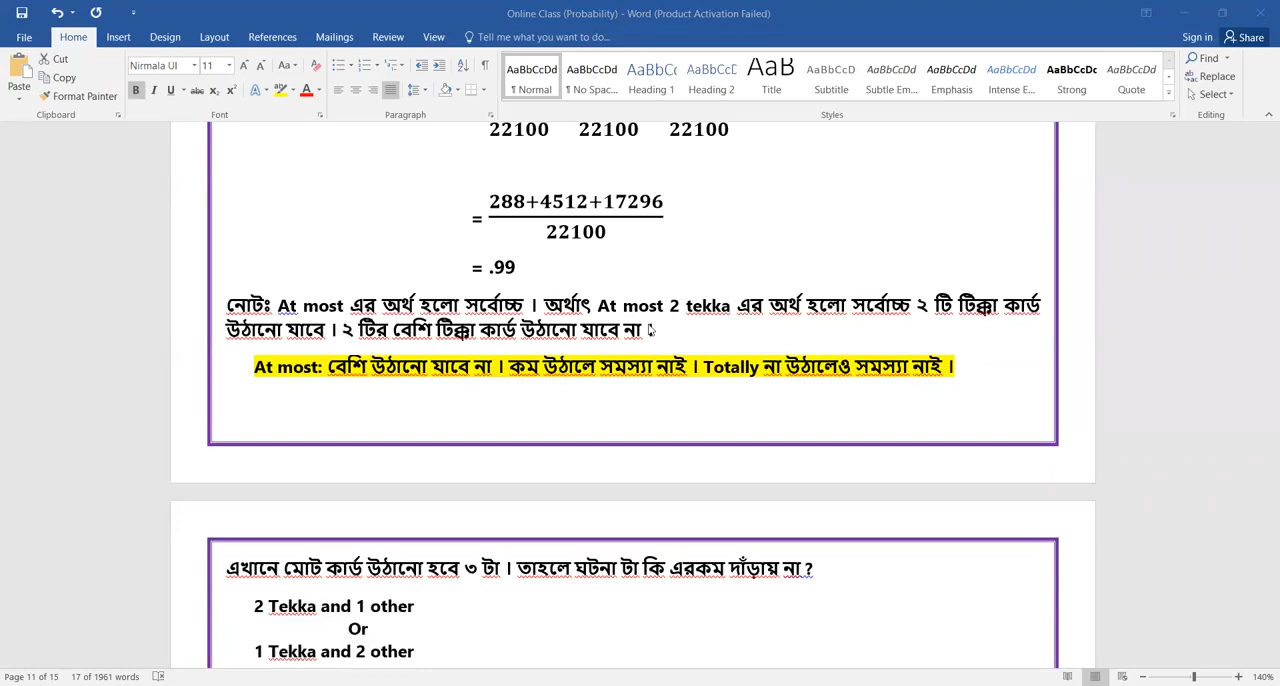 Online Class (Probability) - Word (Product Activation Failed)
File Home Insert Design Layout References Mailings Review View Tell me what you want to do... Sign in Share
Paste
Cut
Copy
Format Painter
Clipboard
Nirmala UI 11
Font
Paragraph
AaBbCcDd AaBbCcDd AaBbC( AaBbCcD AaB AaBbCcD AaBbCcDd AaBbCcDd AaBbCcDd AaBbCcDc AaBbCcDd
¶ Normal ¶ No Spac... Heading 1 Heading 2 Title Subtitle Subtle Em... Emphasis Intense E... Strong Quote
Styles
Find
Replace
Select
Editing
22100 22100 22100
288+4512+17296
=
22100
= .99
নোটঃ At most এর অর্থ হলো সর্বোচ্চ । অর্থাৎ At most 2 tekka এর অর্থ হলো সর্বোচ্চ ২ টি টিক্কা কার্ড
উঠানো যাবে । ২ টির বেশি টিক্কা কার্ড উঠানো যাবে না ।
At most: বেশি উঠানো যাবে না । কম উঠালে সমস্যা নাই । Totally না উঠালেও সমস্যা নাই ।
এখানে মোট কার্ড উঠানো হবে ৩ টা । তাহলে ঘটনা টা কি এরকম দাঁড়ায় না ?
2 Tekka and 1 other
Or
1 Tekka and 2 other
Page 11 of 15 17 of 1961 words 140%